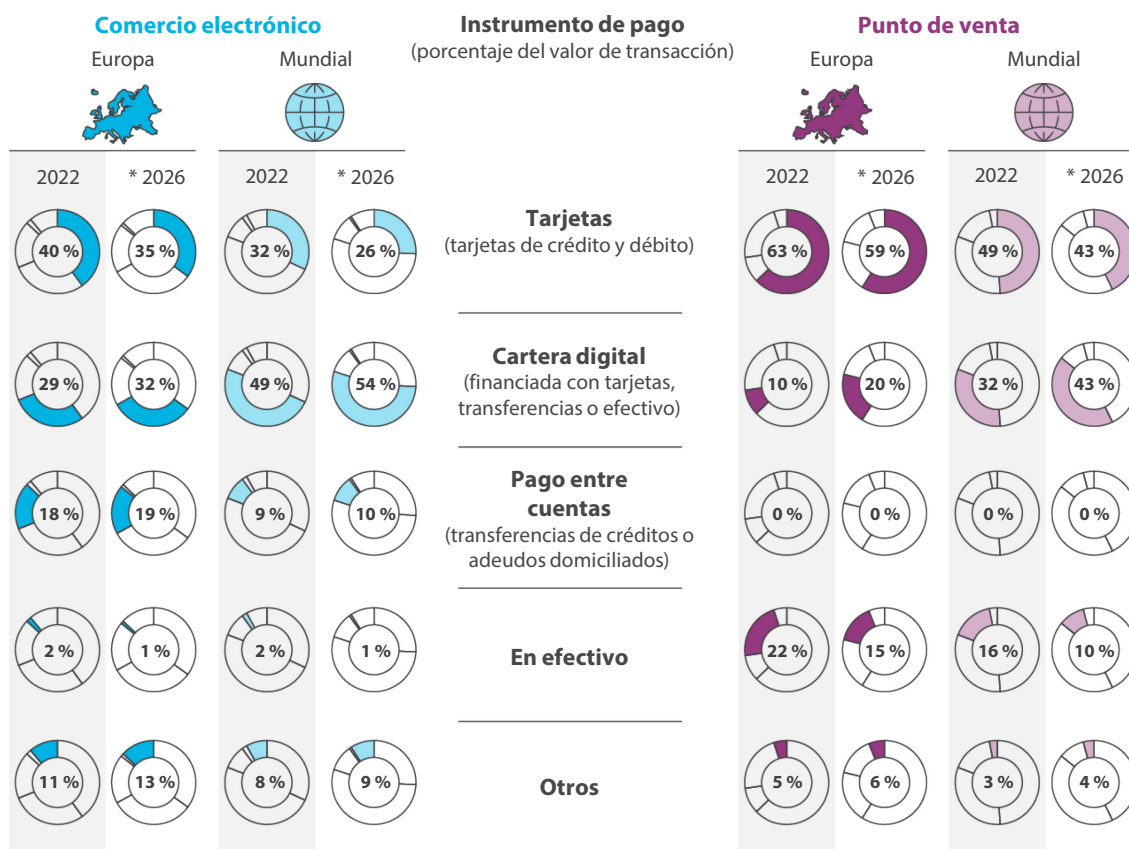 Comercio electrónico
Instrumento de pago
(porcentaje del valor de transacción)
Punto de venta
Europa
Mundial
Europa
Mundial
2022
* 2026
2022
* 2026
2022
* 2026
2022
* 2026
40 %
35 %
32 %
26 %
Tarjetas
(tarjetas de crédito y débito)
63 %
59 %
49 %
43 %
29 %
32 %
49 %
54 %
Cartera digital
(financiada con tarjetas,
transferencias o efectivo)
10 %
20 %
32 %
43 %
18 %
19 %
9 %
10 %
Pago entre
cuentas
(transferencias de créditos o
adeudos domiciliados)
0 %
0 %
0 %
0 %
2 %
1 %
2 %
1 %
En efectivo
22 %
15 %
16 %
10 %
11 %
13 %
8 %
9 %
Otros
5 %
6 %
3 %
4 %